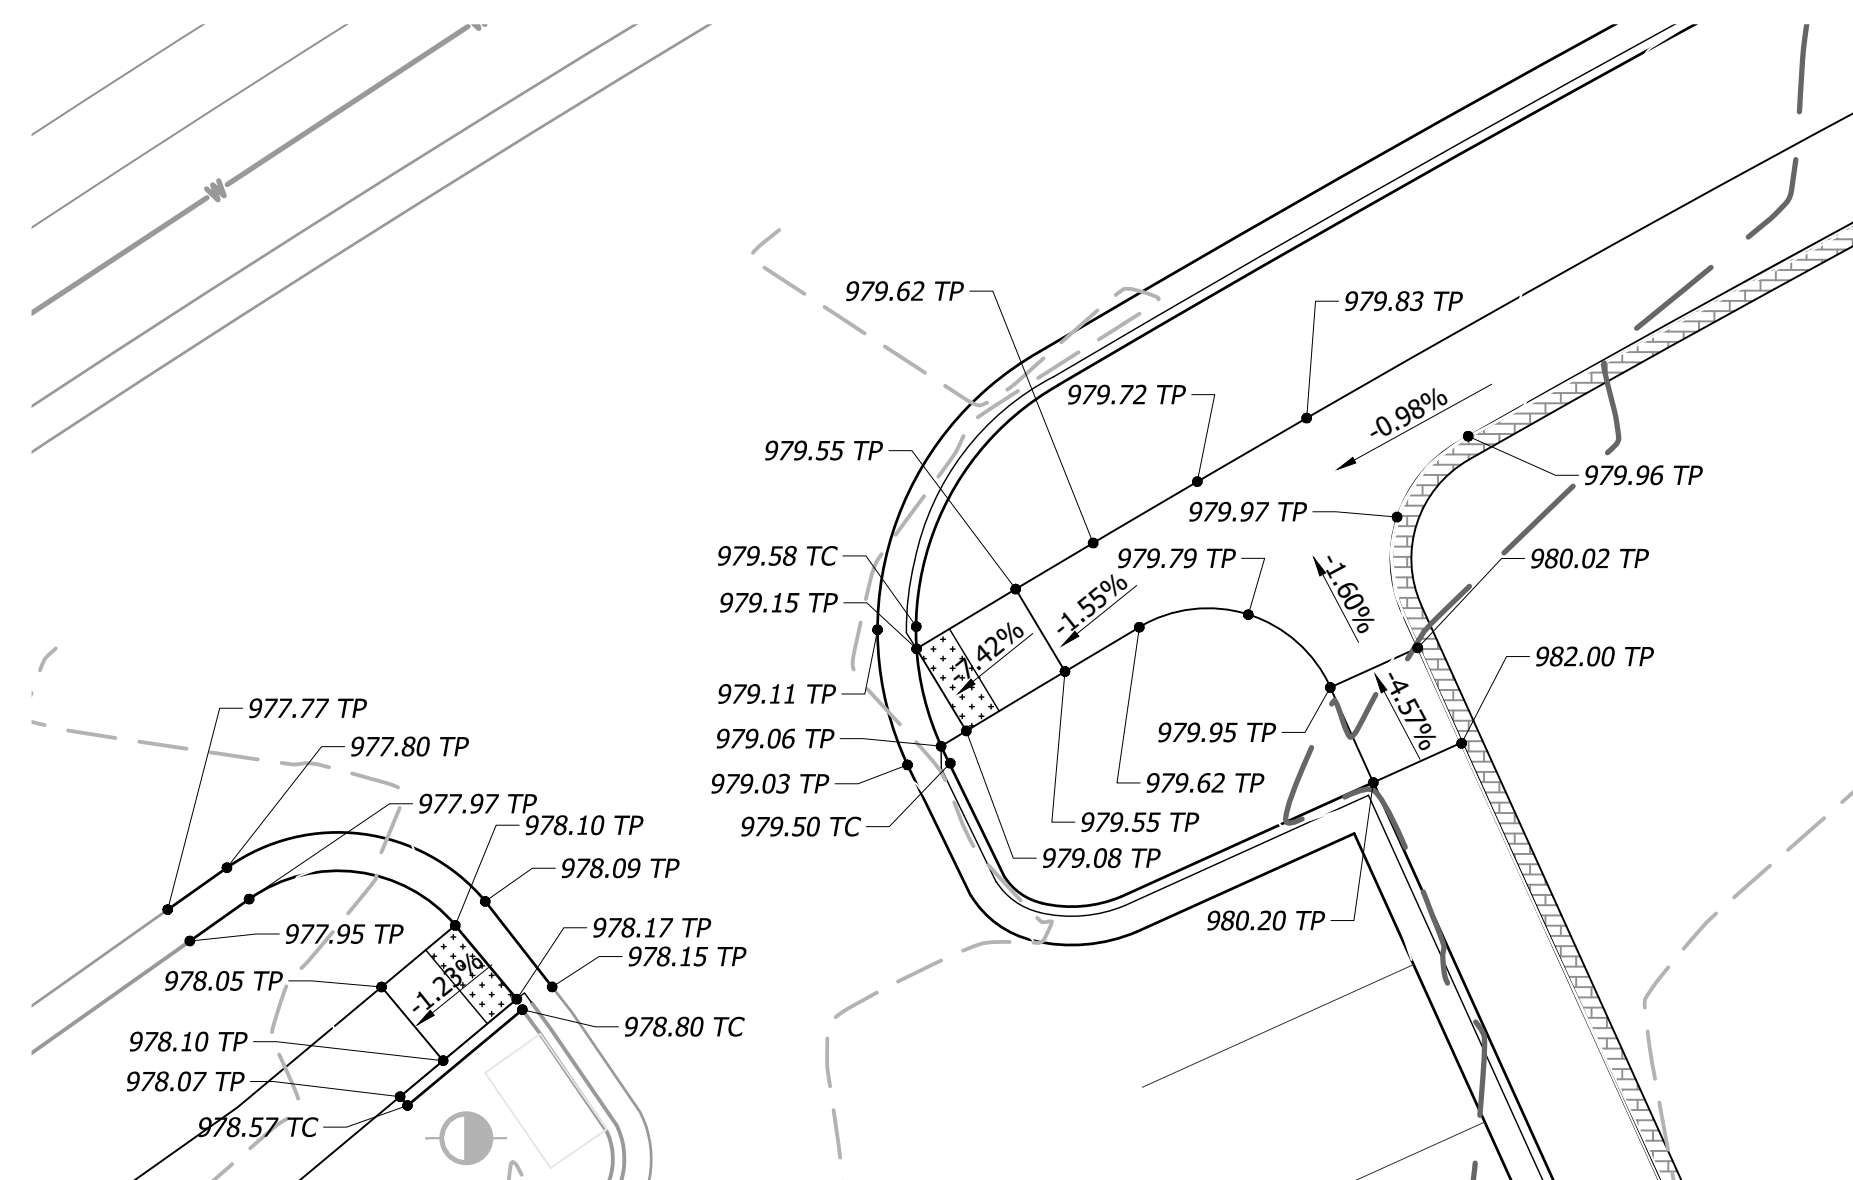 979.62 TP
979.83 TP
979.72 TP
-0.98%
979.55 TP
979.96 TP
979.97 TP
979.58 TC
979.79 TP
980.02 TP
979.15 TP
-1.55%
-1.60%
-7.42%
982.00 TP
979.11 TP
977.77 TP
-4.57%
979.06 TP
979.95 TP
977.80 TP
979.03 TP
979.62 TP
977.97 TP
979.50 TC
979.55 TP
978.10 TP
979.08 TP
978.09 TP
980.20 TP
978.17 TP
977.95 TP
978.15 TP
978.05 TP
-1.23%
978.80 TC
978.10 TP
978.07 TP
978.57 TC